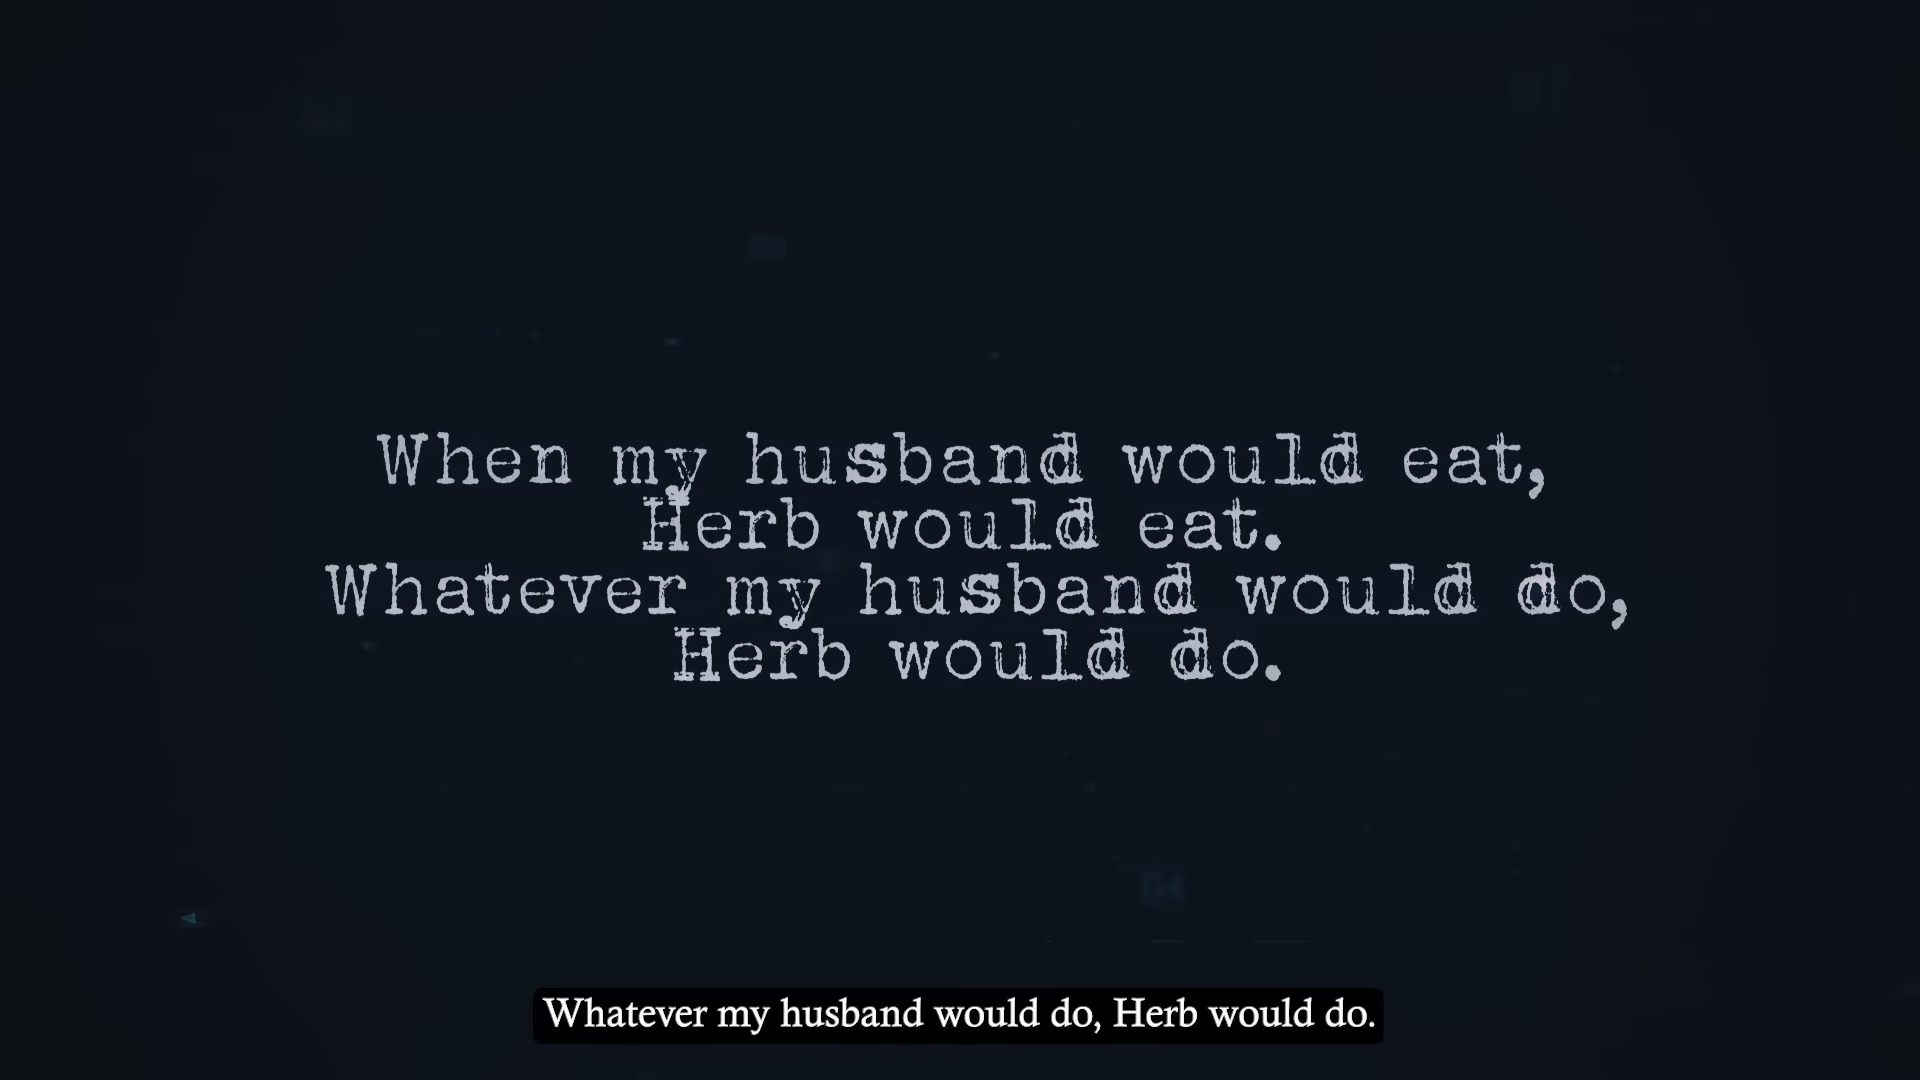 When my husband would eat,
Herb would eat.
Whatever my husband would do,
Herb would do.
Whatever my husband would do, Herb would do.